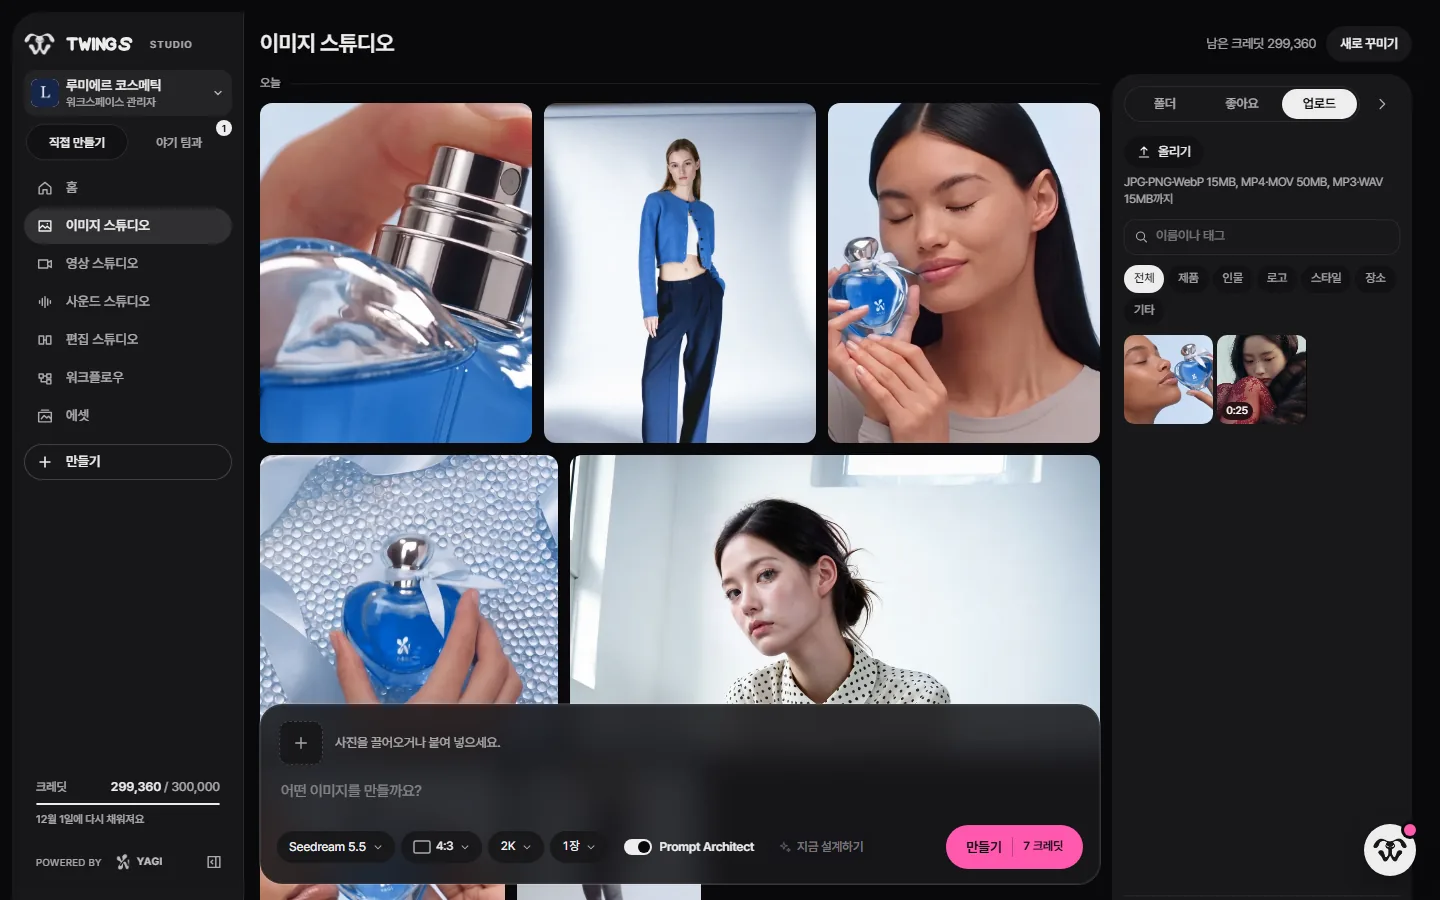 TWINGS STUDIO
L
루미에르 코스메틱
워크스페이스 관리자
직접 만들기
야기 팀과
1
홈
이미지 스튜디오
영상 스튜디오
사운드 스튜디오
편집 스튜디오
워크플로우
에셋
만들기
크레딧 299,360 / 300,000
12월 1일에 다시 채워져요
POWERED BY YAGI
이미지 스튜디오
오늘
사진을 끌어오거나 붙여 넣으세요.
어떤 이미지를 만들까요?
Seedream 5.5
4:3
2K
1장
Prompt Architect
지금 설계하기
만들기 7 크레딧
남은 크레딧 299,360
새로 꾸미기
폴더
좋아요
업로드
올리기
JPG·PNG·WebP 15MB, MP4·MOV 50MB, MP3·WAV
15MB까지
이름이나 태그
전체
제품
인물
로고
스타일
장소
기타
0:25